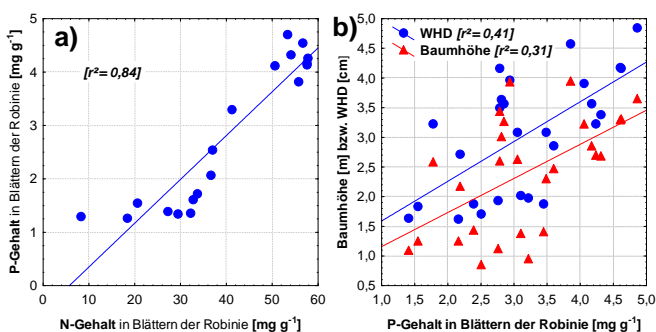 a)
[r²= 0,84]
P-Gehalt in Blättern der Robinie [mg g⁻¹]
5
4
3
2
1
0
0 10 20 30 40 50 60
N-Gehalt in Blättern der Robinie [mg g⁻¹]
b)
WHD [r²= 0,41]
Baumhöhe [r²= 0,31]
Baumhöhe [m] bzw. WHD [cm]
5,0
4,5
4,0
3,5
3,0
2,5
2,0
1,5
1,0
0,5
0,0
1,0 1,5 2,0 2,5 3,0 3,5 4,0 4,5 5,0
P-Gehalt in Blättern der Robinie [mg g⁻¹]